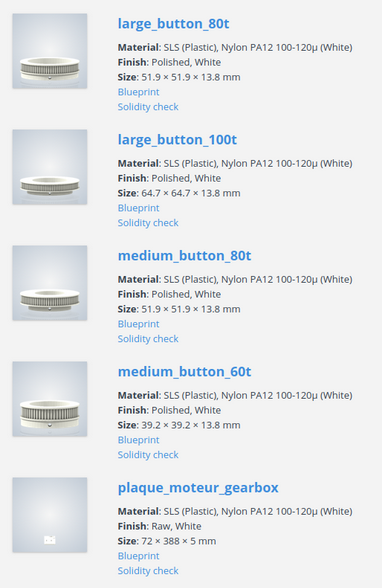 large_button_80t
Material: SLS (Plastic), Nylon PA12 100-120µ (White)
Finish: Polished, White
Size: 51.9 × 51.9 × 13.8 mm
Blueprint
Solidity check
large_button_100t
Material: SLS (Plastic), Nylon PA12 100-120µ (White)
Finish: Polished, White
Size: 64.7 × 64.7 × 13.8 mm
Blueprint
Solidity check
medium_button_80t
Material: SLS (Plastic), Nylon PA12 100-120µ (White)
Finish: Polished, White
Size: 51.9 × 51.9 × 13.8 mm
Blueprint
Solidity check
medium_button_60t
Material: SLS (Plastic), Nylon PA12 100-120µ (White)
Finish: Polished, White
Size: 39.2 × 39.2 × 13.8 mm
Blueprint
Solidity check
plaque_moteur_gearbox
Material: SLS (Plastic), Nylon PA12 100-120µ (White)
Finish: Raw, White
Size: 72 × 388 × 5 mm
Blueprint
Solidity check